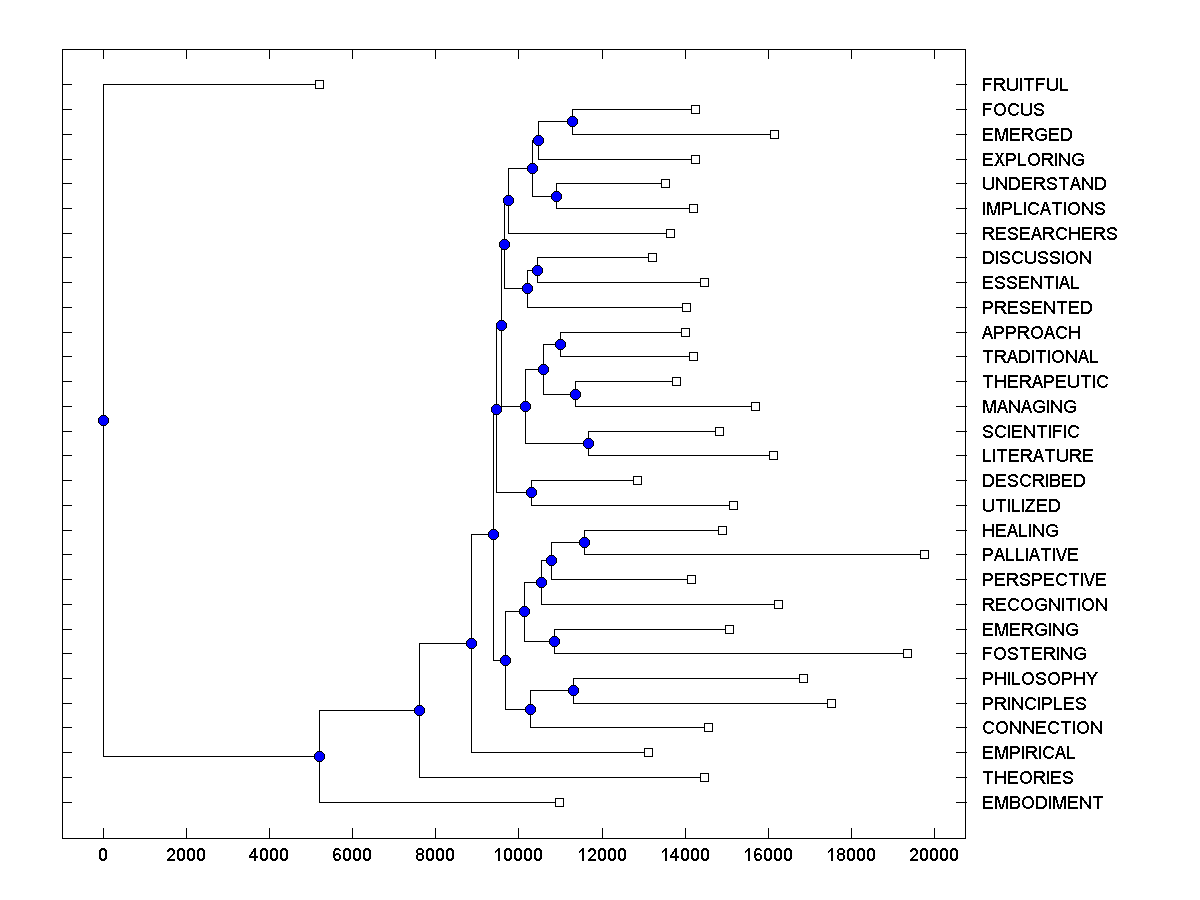 FRUITFUL
FOCUS
EMERGED
EXPLORING
UNDERSTAND
IMPLICATIONS
RESEARCHERS
DISCUSSION
ESSENTIAL
PRESENTED
APPROACH
TRADITIONAL
THERAPEUTIC
MANAGING
SCIENTIFIC
LITERATURE
DESCRIBED
UTILIZED
HEALING
PALLIATIVE
PERSPECTIVE
RECOGNITION
EMERGING
FOSTERING
PHILOSOPHY
PRINCIPLES
CONNECTION
EMPIRICAL
THEORIES
EMBODIMENT
0 2000 4000 6000 8000 10000 12000 14000 16000 18000 20000